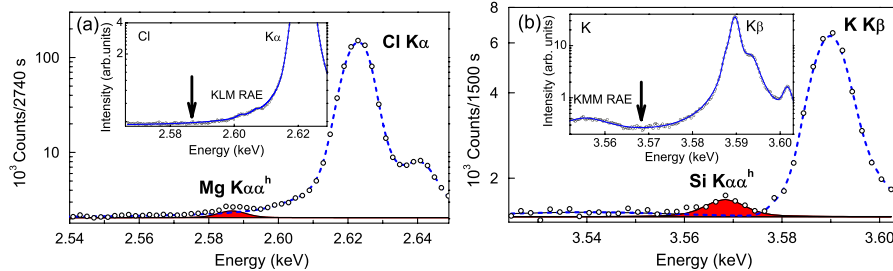 (a)
Cl
Kα
KLM RAE
Intensity (arb.units)
4
2
2.58 2.60 2.62
Energy (keV)
Cl Kα
Mg Kααʰ
10³ Counts/2740 s
100
10
2.54 2.56 2.58 2.60 2.62 2.64
Energy (keV)
(b)
K
Kβ
KMM RAE
Intensity (arb. units)
10
1
3.56 3.57 3.58 3.59 3.60
Energy (keV)
K Kβ
Si Kααʰ
10³ Counts/1500 s
8
6
4
2
3.54 3.56 3.58 3.60
Energy (keV)